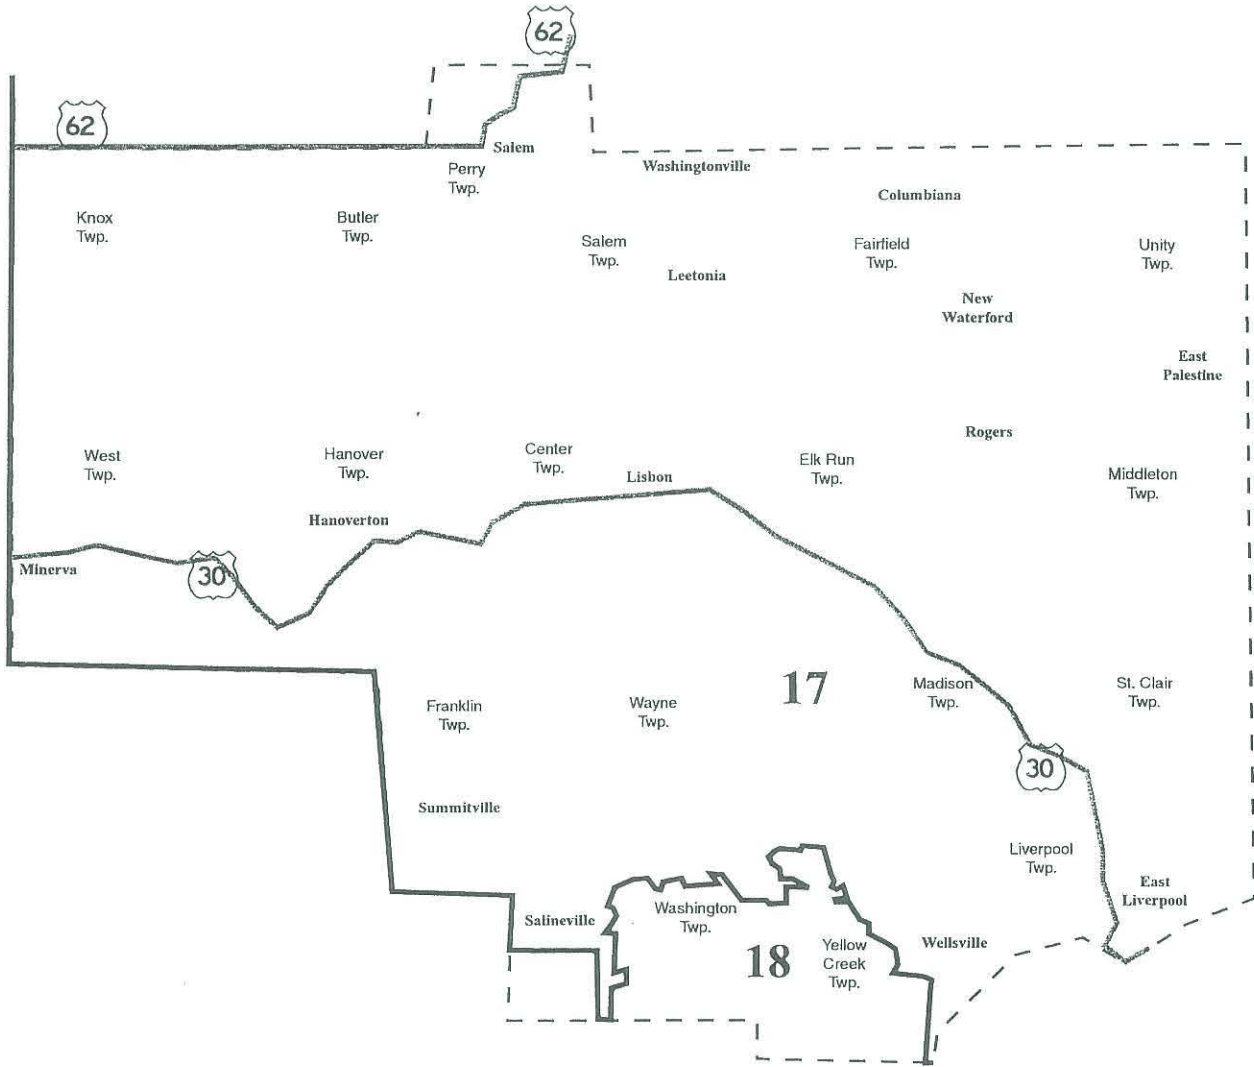 62
62
Salem
Washingtonville
Perry
Twp.
Columbiana
Knox
Twp.
Butler
Twp.
Salem
Twp.
Fairfield
Twp.
Unity
Twp.
Leetonia
New
Waterford
East
Palestine
Rogers
West
Twp.
Hanover
Twp.
Center
Twp.
Lisbon
Elk Run
Twp.
Middleton
Twp.
Hanoverton
Minerva
30
17
Madison
Twp.
St. Clair
Twp.
Franklin
Twp.
Wayne
Twp.
30
Summitville
Liverpool
Twp.
East
Liverpool
Salineville
Washington
Twp.
18
Yellow
Creek
Twp.
Wellsville